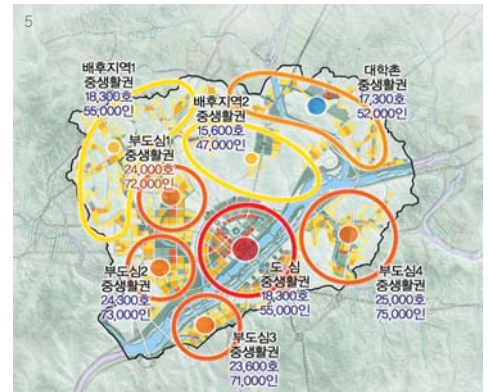 5
배후지역1
중생활권
18,300호
55,000인
배후지역2
중생활권
15,600호
47,000인
대학촌
중생활권
17,300호
52,000인
부도심1
중생활권
24,000호
72,000인
부도심2
중생활권
24,300호
73,000인
도 심
중생활권
18,300호
55,000인
부도심4
중생활권
25,000호
75,000인
부도심3
중생활권
23,600호
71,000인